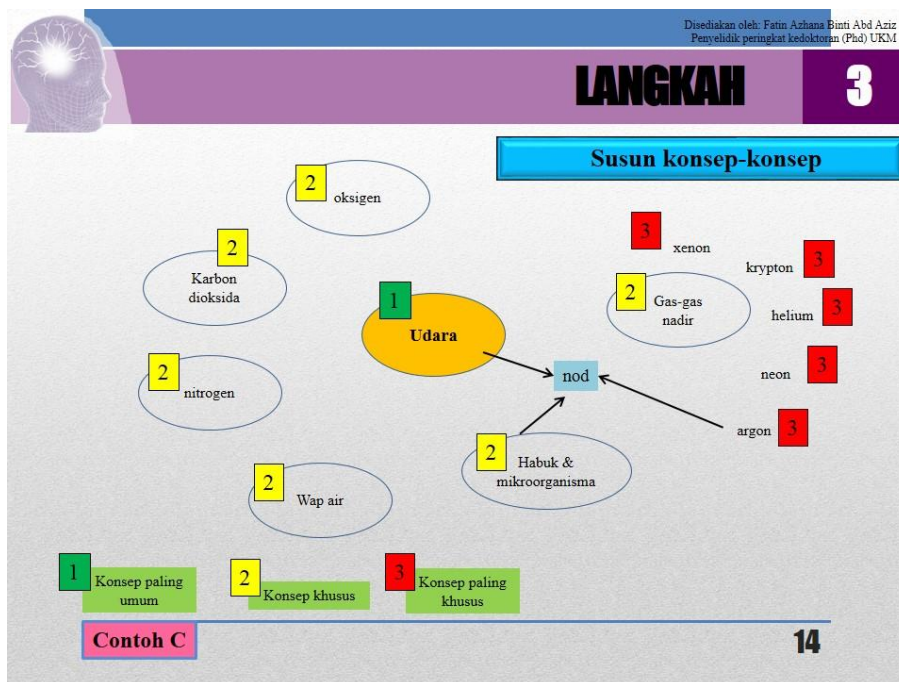 Disediakan oleh: Fatin Azhana Binti Abd Aziz
Penyelidik peringkat kedoktoran (Phd) UKM
LANGKAH
3
Susun konsep-konsep
2
oksigen
2
Karbon
dioksida
2
nitrogen
2
Wap air
1
Udara
nod
2
Habuk &
mikroorganisma
3
xenon
krypton
3
2
Gas-gas
nadir
helium
3
neon
3
argon
3
1
Konsep paling
umum
2
Konsep khusus
3
Konsep paling
khusus
Contoh C
14